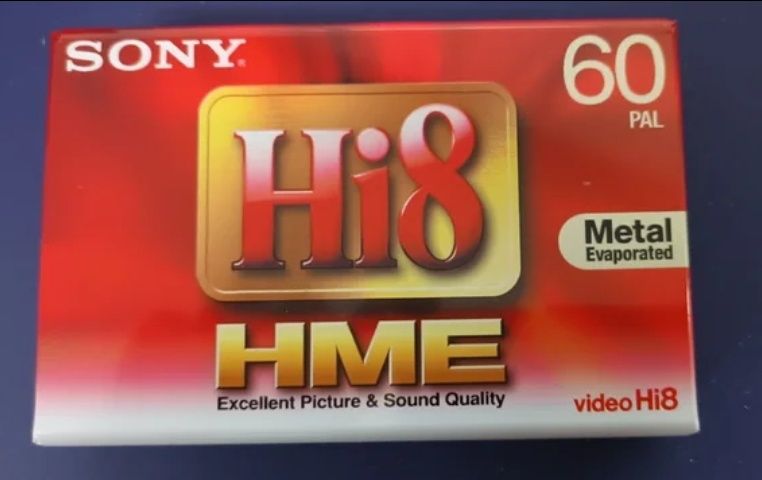 SONY
60
PAL
Hi8
Metal
Evaporated
HME
Excellent Picture & Sound Quality
video Hi8